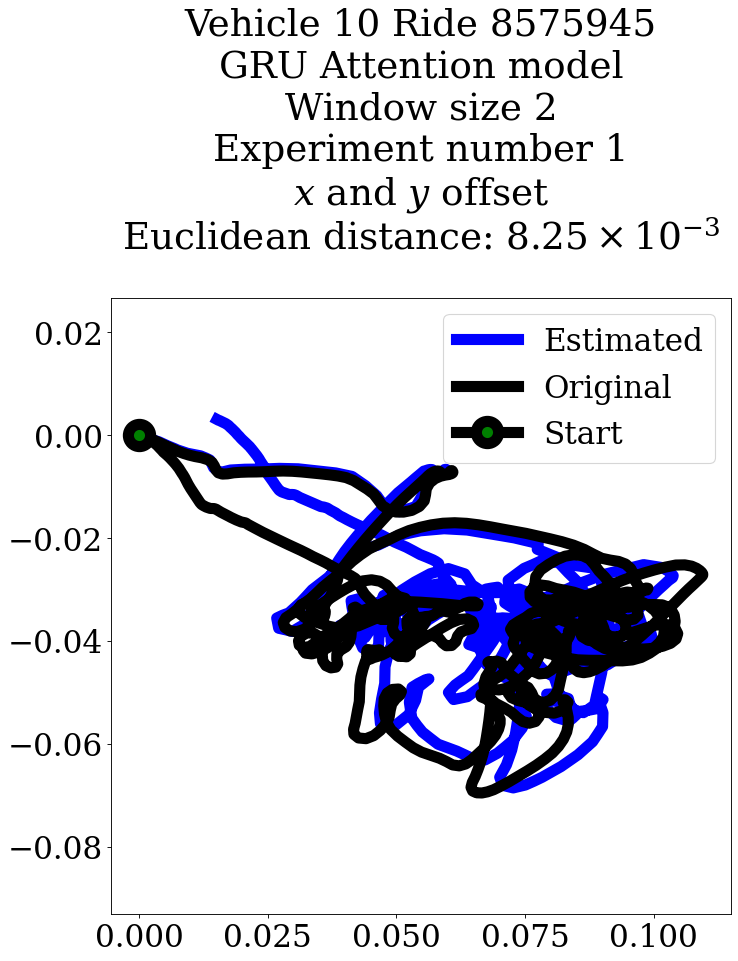 Vehicle 10 Ride 8575945
GRU Attention model
Window size 2
Experiment number 1
x and y offset
Euclidean distance: 8.25 × 10⁻³
Estimated
Original
Start
0.02
0.00
−0.02
−0.04
−0.06
−0.08
0.000 0.025 0.050 0.075 0.100